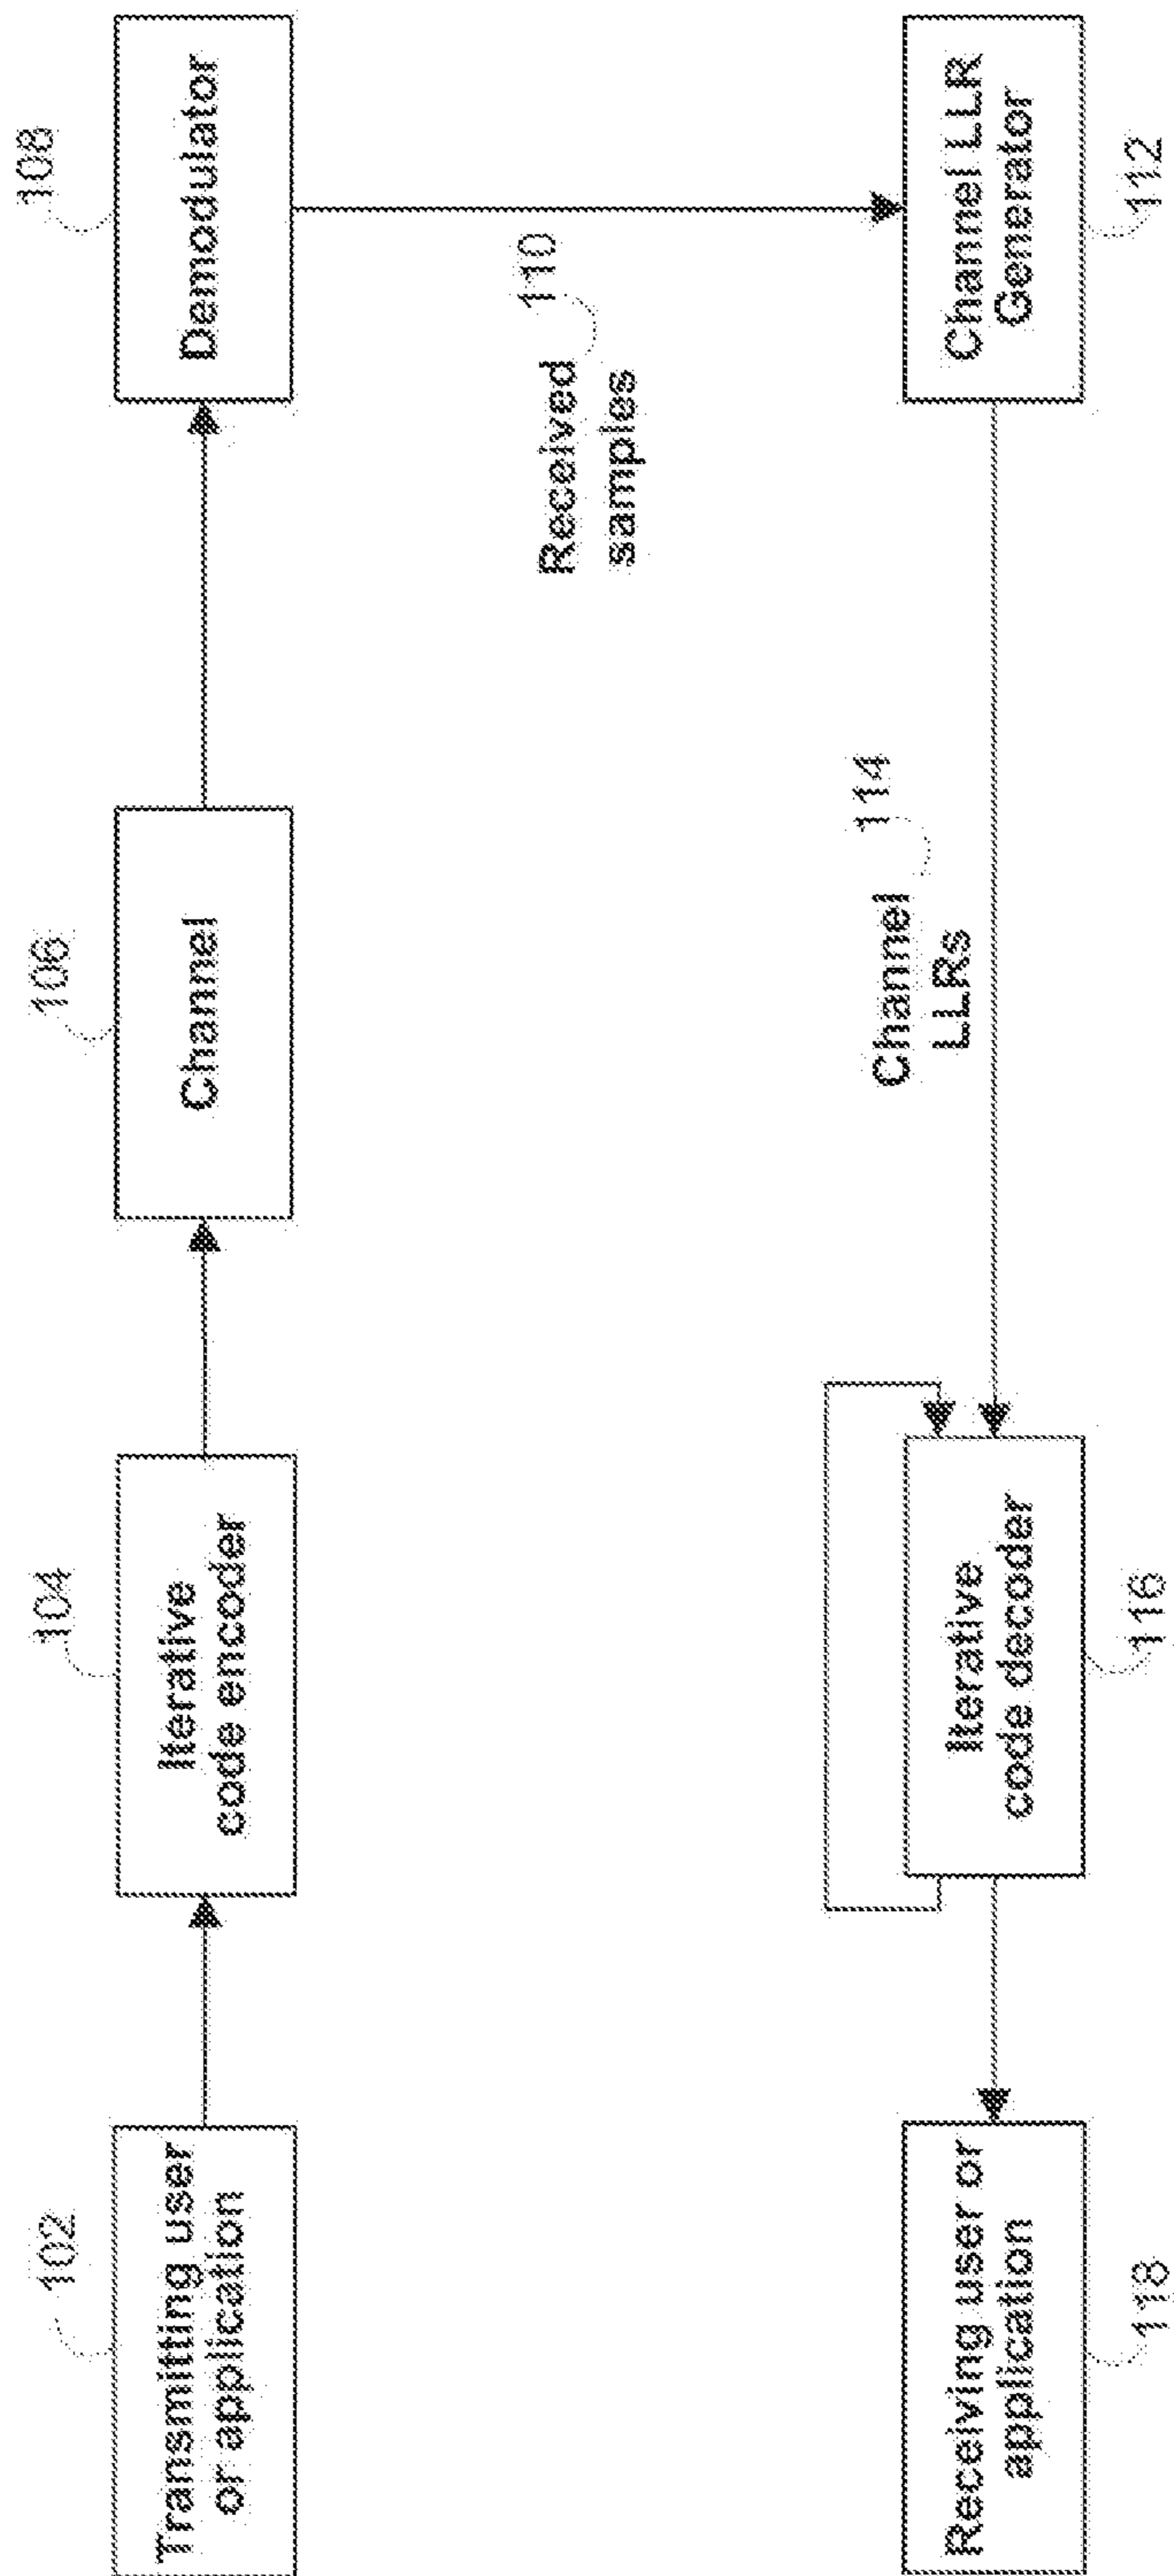 102
Transmitting user
or application
104
Iterative
code encoder
106
Channel
108
Demodulator
Received
samples
110
Channel LLR
Generator
112
Channel
LLRs
114
Iterative
code decoder
116
Receiving user or
application
118